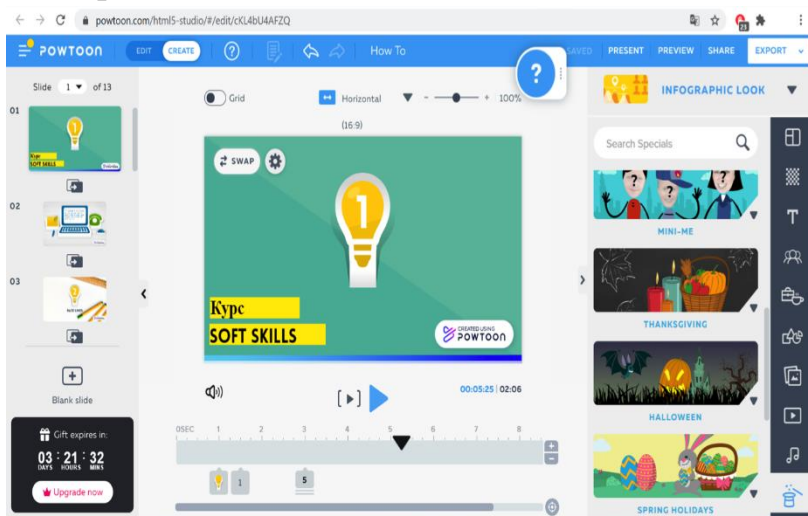 powtoon.com/html5-studio/#/edit/cKL4bU4AFZQ
21
POWTOON
EDIT
CREATE
?
How To
SAVED
PRESENT
PREVIEW
SHARE
EXPORT
?
Slide 1 of 13
Grid
Horizontal
- + 100%
(16:9)
INFOGRAPHIC LOOK
Search Specials
01
SWAP
1
Курс
SOFT SKILLS
CREATED USING
POWTOON
Курс
SOFT SKILLS
02
03
MINI-ME
THANKSGIVING
HALLOWEEN
SPRING HOLIDAYS
T
Blank slide
00:05:25 | 02:06
0SEC 1 2 3 4 5 6 7 8
+
-
1
5
Gift expires in:
03 : 21 : 32
DAYS HOURS MINS
Upgrade now